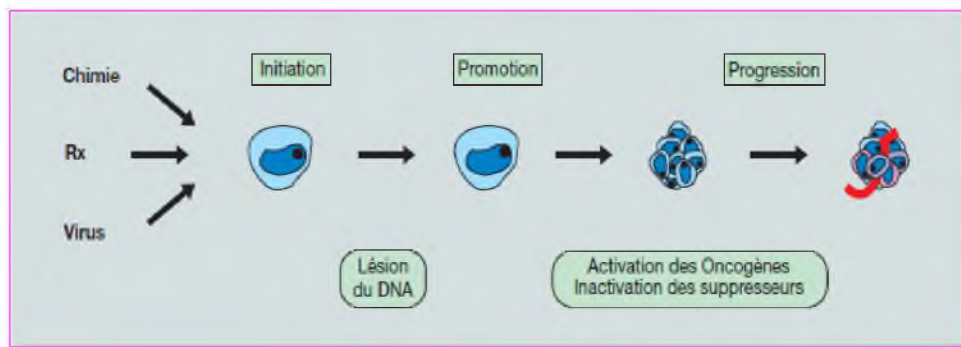 Chimie
Rx
Virus
Initiation
Promotion
Progression
Lésion
du DNA
Activation des Oncogènes
Inactivation des suppresseurs